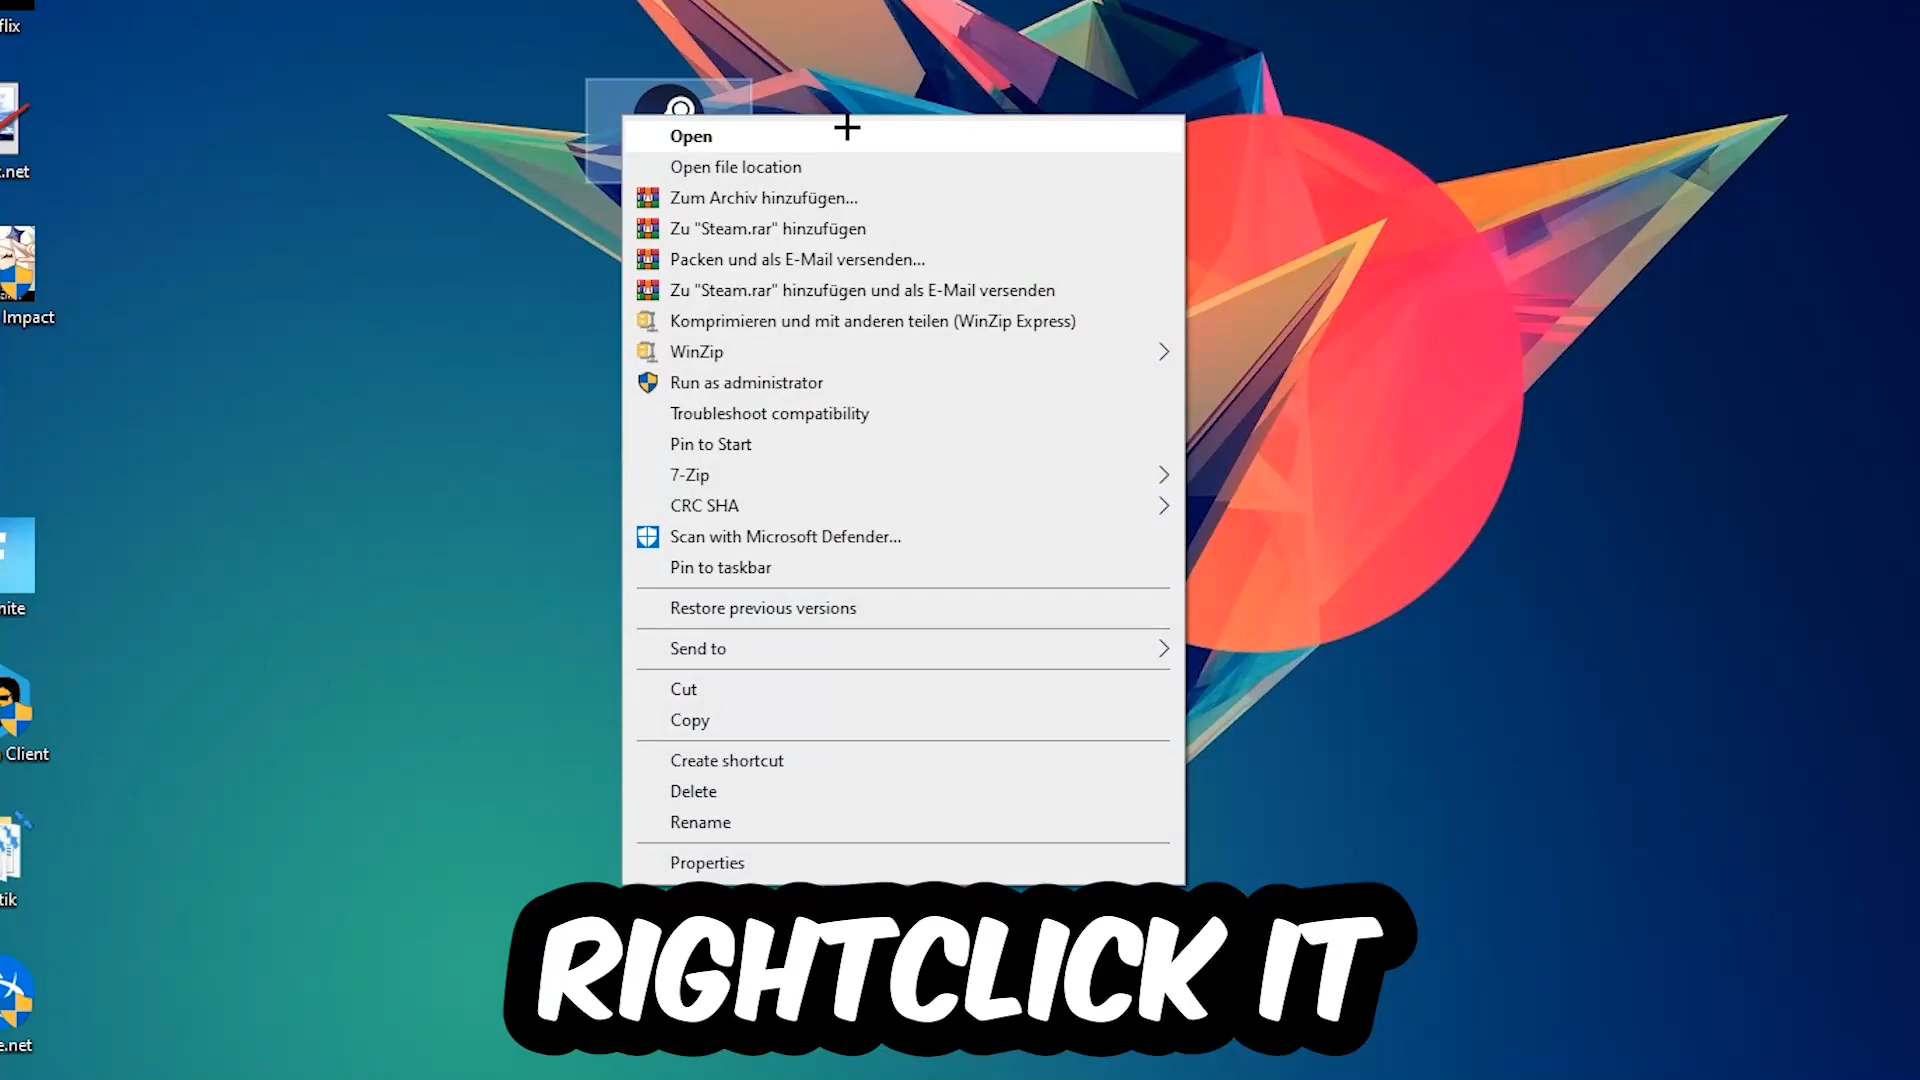 flix
.net
Impact
nite
Client
tik
e.net
Open
Open file location
Zum Archiv hinzufügen...
Zu "Steam.rar" hinzufügen
Packen und als E-Mail versenden...
Zu "Steam.rar" hinzufügen und als E-Mail versenden
Komprimieren und mit anderen teilen (WinZip Express)
WinZip
Run as administrator
Troubleshoot compatibility
Pin to Start
7-Zip
CRC SHA
Scan with Microsoft Defender...
Pin to taskbar
Restore previous versions
Send to
Cut
Copy
Create shortcut
Delete
Rename
Properties
RIGHTCLICK IT